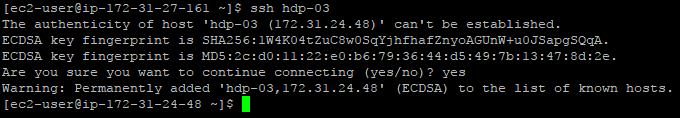 [ec2-user@ip-172-31-27-161 ~]$ ssh hdp-03
The authenticity of host 'hdp-03 (172.31.24.48)' can't be established.
ECDSA key fingerprint is SHA256:1W4K04tZuC8w0SqYjhfhafZnyoAGUnW+u0JSapgSQqA.
ECDSA key fingerprint is MD5:2c:d0:11:22:e0:b6:79:36:44:d5:49:7b:13:47:8d:2e.
Are you sure you want to continue connecting (yes/no)? yes
Warning: Permanently added 'hdp-03,172.31.24.48' (ECDSA) to the list of known hosts.
[ec2-user@ip-172-31-24-48 ~]$